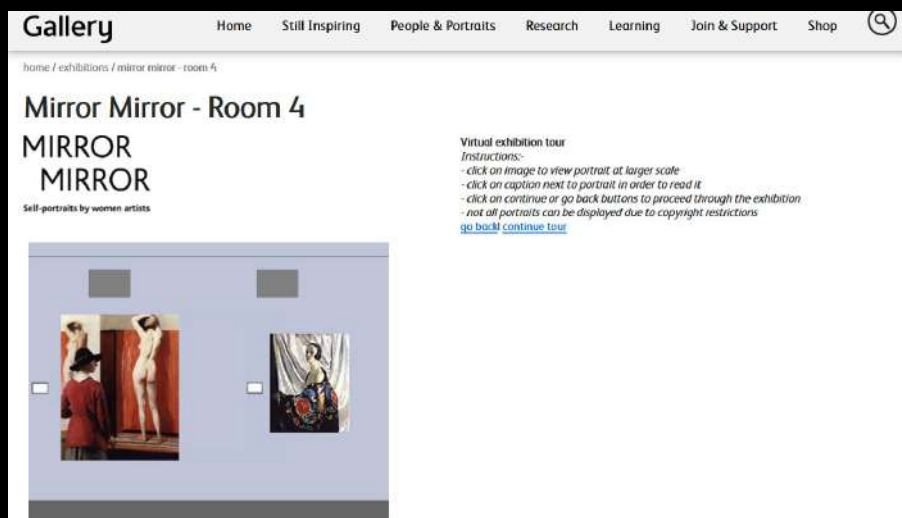 Gallery
Home Still Inspiring People & Portraits Research Learning Join & Support Shop
home / exhibitions / mirror mirror - room 4
Mirror Mirror - Room 4
MIRROR
MIRROR
Self-portraits by women artists
Virtual exhibition tour
Instructions:-
- click on image to view portrait at larger scale
- click on caption next to portrait in order to read it
- click on continue or go back buttons to proceed through the exhibition
- not all portraits can be displayed due to copyright restrictions
go back| continue tour